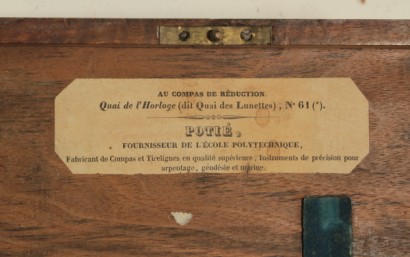 AU COMPAS DE RÉDUCTION
Quai de l'Horloge (dit Quai des Lunettes), N° 61 (*).
POTIÉ,
FOURNISSEUR DE L'ÉCOLE POLYTECHNIQUE,
Fabricant de Compas et Tirelignes en qualité supérieure, Instruments de précision pour
arpentage, géodésie et marine.